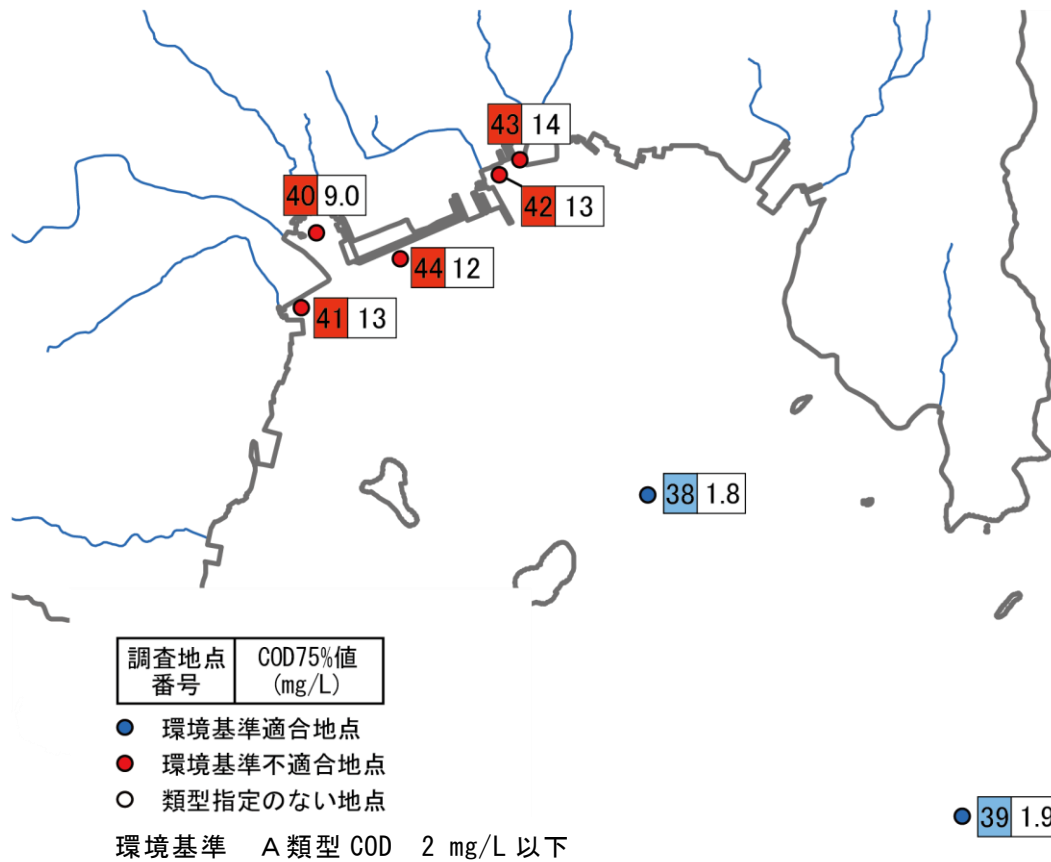 43 14
40 9.0
42 13
44 12
41 13
38 1.8
39 1.9
調査地点
番号
COD75%値
(mg/L)
環境基準適合地点
環境基準不適合地点
類型指定のない地点
環境基準 A類型 COD 2 mg/L 以下